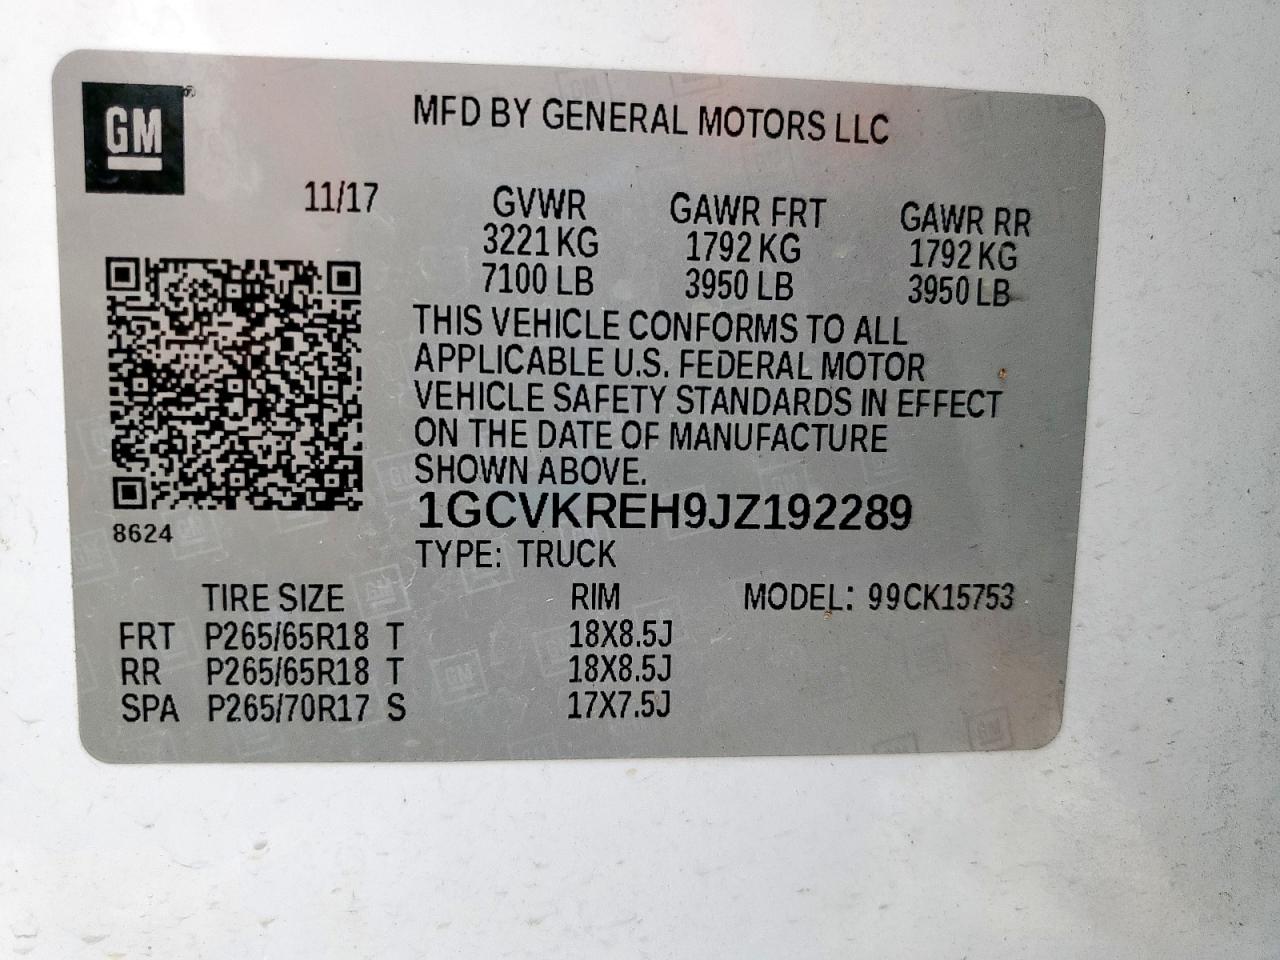 GM
MFD BY GENERAL MOTORS LLC
11/17 GVWR GAWR FRT GAWR RR
3221 KG 1792 KG 1792 KG
7100 LB 3950 LB 3950 LB
THIS VEHICLE CONFORMS TO ALL
APPLICABLE U.S. FEDERAL MOTOR
VEHICLE SAFETY STANDARDS IN EFFECT
ON THE DATE OF MANUFACTURE
SHOWN ABOVE.
1GCVKREH9JZ192289
8624
TYPE: TRUCK
TIRE SIZE RIM MODEL: 99CK15753
FRT P265/65R18 T 18X8.5J
RR P265/65R18 T 18X8.5J
SPA P265/70R17 S 17X7.5J